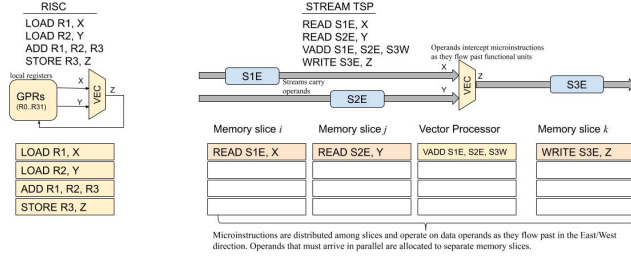 RISC
LOAD R1, X
LOAD R2, Y
ADD R1, R2, R3
STORE R3, Z
local registers
GPRs
(R0..R31)
X
Y
VEC
Z
LOAD R1, X
LOAD R2, Y
ADD R1, R2, R3
STORE R3, Z
STREAM TSP
READ S1E, X
READ S2E, Y
VADD S1E, S2E, S3W
WRITE S3E, Z
Operands intercept microinstructions
as they flow past functional units
S1E
Streams carry
operands
S2E
X
Y
VEC
Z
S3E
Memory slice i
Memory slice j
Vector Processor
Memory slice k
READ S1E, X
READ S2E, Y
VADD S1E, S2E, S3W
WRITE S3E, Z
Microinstructions are distributed among slices and operate on data operands as they flow past in the East/West
direction. Operands that must arrive in parallel are allocated to separate memory slices.